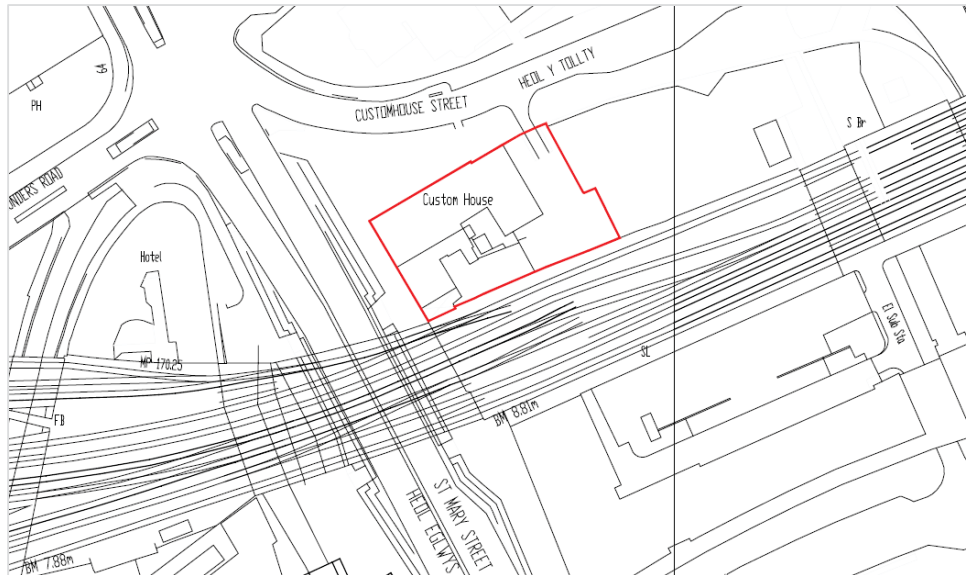 64
PH
HEOL Y TOLLTY
CUSTOMHOUSE STREET
S Br
UNDERS ROAD
Custom House
Hotel
El Sub Sta
SL
MP 170.25
BM 8.81m
FB
ST MARY STREET
HEOL EGLWYS
BM 7.88m